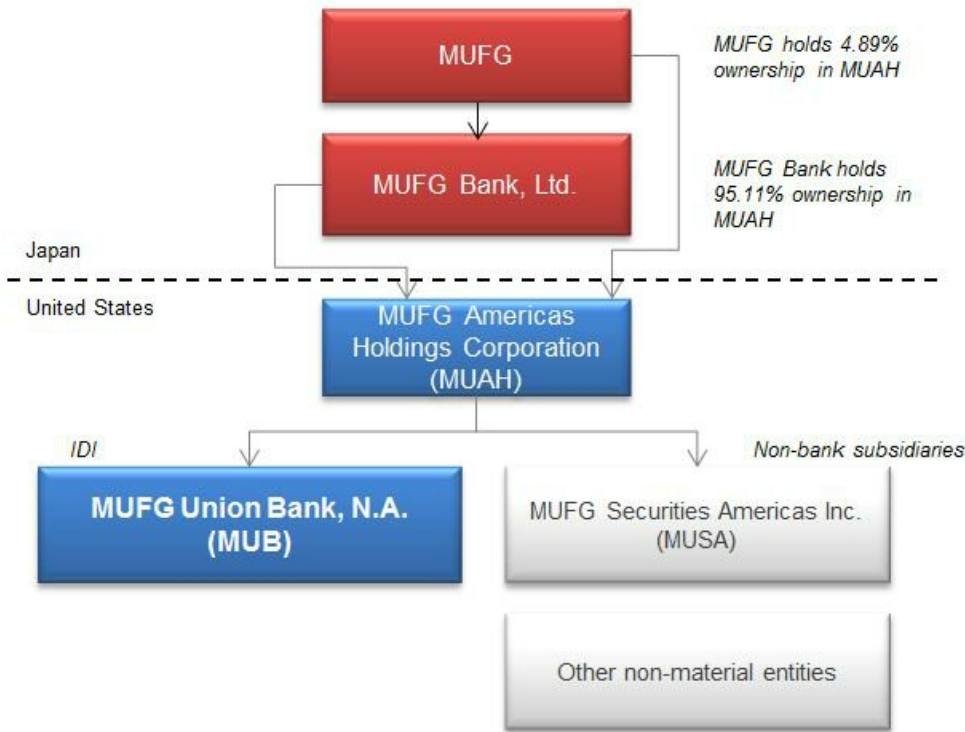 MUFG
MUFG holds 4.89%
ownership in MUAH
MUFG Bank, Ltd.
MUFG Bank holds
95.11% ownership in
MUAH
Japan
United States
MUFG Americas
Holdings Corporation
(MUAH)
IDI
Non-bank subsidiaries
MUFG Union Bank, N.A.
(MUB)
MUFG Securities Americas Inc.
(MUSA)
Other non-material entities